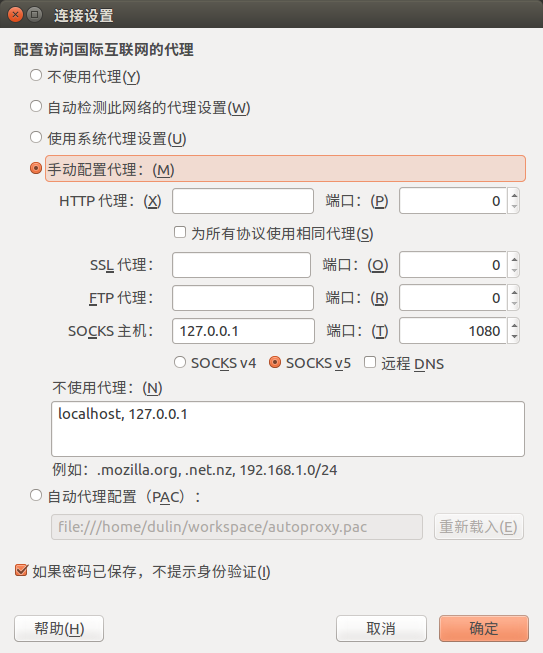 连接设置
配置访问国际互联网的代理
不使用代理(Y)
自动检测此网络的代理设置(W)
使用系统代理设置(U)
手动配置代理：(M)
HTTP 代理：(X) 端口：(P) 0
为所有协议使用相同代理(S)
SSL 代理： 端口：(O) 0
FTP 代理： 端口：(R) 0
SOCKS 主机： 127.0.0.1 端口：(T) 1080
SOCKS v4 SOCKS v5 远程 DNS
不使用代理：(N)
localhost, 127.0.0.1
例如：.mozilla.org, .net.nz, 192.168.1.0/24
自动代理配置（PAC）：
file:///home/dulin/workspace/autoproxy.pac 重新载入(E)
如果密码已保存，不提示身份验证(I)
帮助(H) 取消 确定